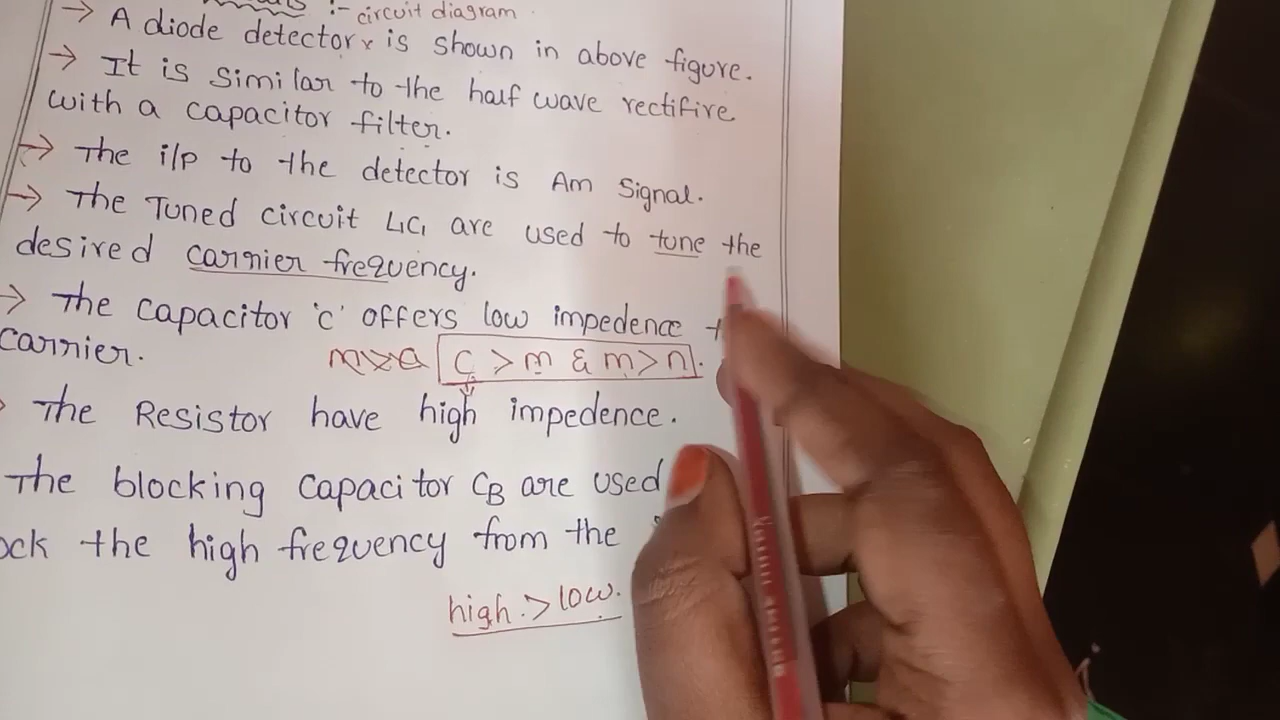 :- circuit diagram
→ A diode detector is shown in above figure.
→ It is similar to the half wave rectifire
with a capacitor filter.
→ The i/p to the detector is Am Signal.
→ The Tuned circuit L₁C₁ are used to tune the
desired carrier frequency.
→ The capacitor 'c' offers low impedence
carrier.
C > m & m > n.
The Resistor have high impedence.
The blocking capacitor CB are used
ock the high frequency from the
high > low.